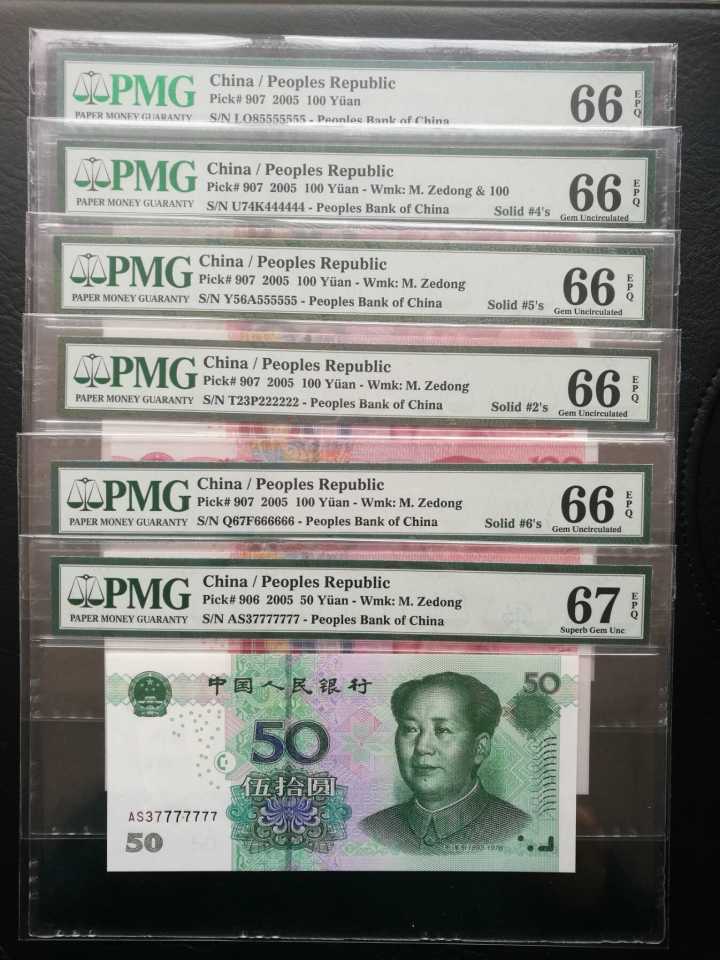 PMG
PAPER MONEY GUARANTY
China / Peoples Republic
Pick# 907 2005 100 Yüan
S/N LO85555555 - Peoples Bank of China
66
EPQ
PMG
PAPER MONEY GUARANTY
China / Peoples Republic
Pick# 907 2005 100 Yüan - Wmk: M. Zedong & 100
S/N U74K444444 - Peoples Bank of China
Solid #4's
66
EPQ
Gem Uncirculated
PMG
PAPER MONEY GUARANTY
China / Peoples Republic
Pick# 907 2005 100 Yüan - Wmk: M. Zedong
S/N Y56A555555 - Peoples Bank of China
Solid #5's
66
EPQ
Gem Uncirculated
PMG
PAPER MONEY GUARANTY
China / Peoples Republic
Pick# 907 2005 100 Yüan - Wmk: M. Zedong
S/N T23P222222 - Peoples Bank of China
Solid #2's
66
EPQ
Gem Uncirculated
PMG
PAPER MONEY GUARANTY
China / Peoples Republic
Pick# 907 2005 100 Yüan - Wmk: M. Zedong
S/N Q67F666666 - Peoples Bank of China
Solid #6's
66
EPQ
Gem Uncirculated
PMG
PAPER MONEY GUARANTY
China / Peoples Republic
Pick# 906 2005 50 Yüan - Wmk: M. Zedong
S/N AS37777777 - Peoples Bank of China
67
EPQ
Superb Gem Unc
中国人民银行
50
50
伍拾圆
AS37777777
50